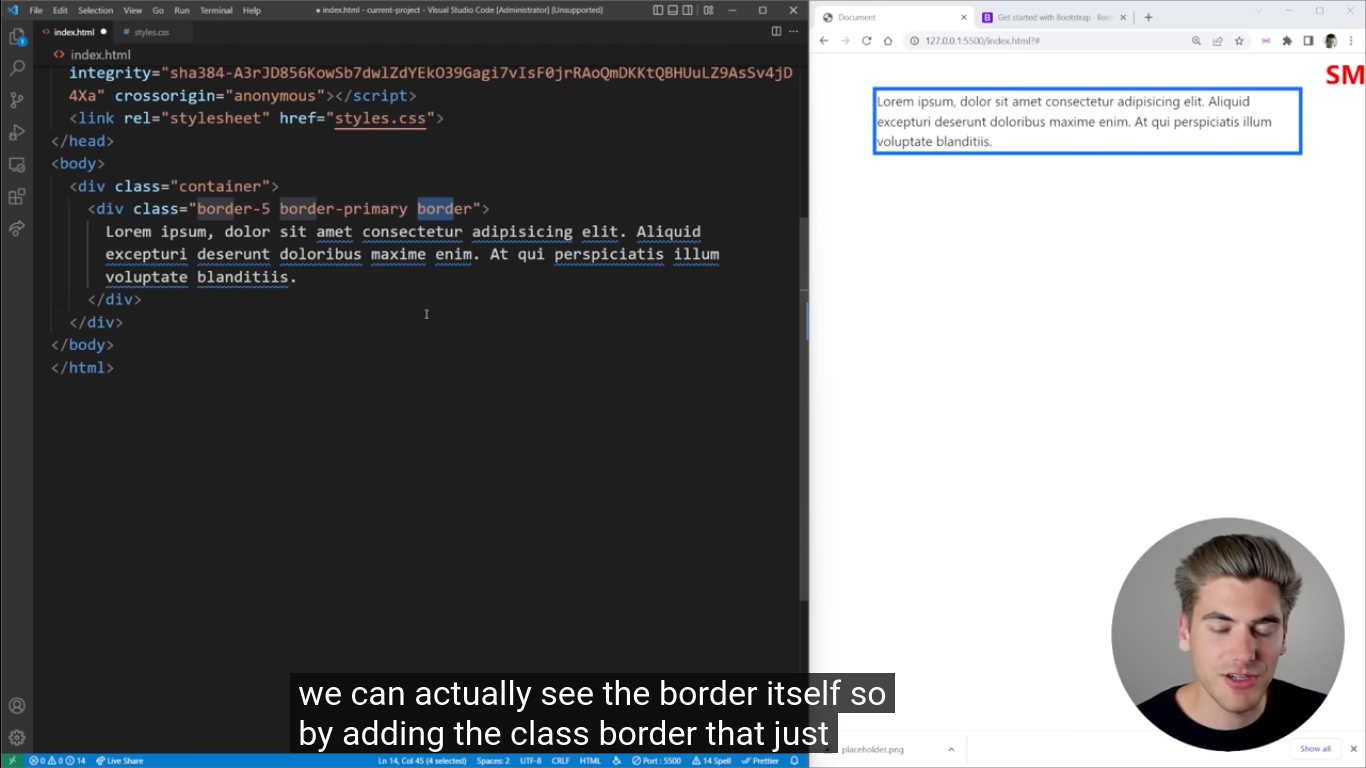 File Edit Selection View Go Run Terminal Help
● index.html - current-project - Visual Studio Code [Administrator] [Unsupported]
index.html ●
styles.css
index.html
integrity="sha384-A3rJD856KowSb7dwlZdYEkO39Gagi7vIsF0jrRAoQmDKKtQBHUuLZ9AsSv4jD
4Xa" crossorigin="anonymous"></script>
<link rel="stylesheet" href="styles.css">
</head>
<body>
<div class="container">
<div class="border-5 border-primary border">
Lorem ipsum, dolor sit amet consectetur adipisicing elit. Aliquid
excepturi deserunt doloribus maxime enim. At qui perspiciatis illum
voluptate blanditiis.
</div>
</div>
</body>
</html>
1
0 0 14 Live Share
Ln 14, Col 45 (4 selected) Spaces: 2 UTF-8 CRLF HTML Port : 5500 14 Spell Prettier
Document
Get started with Bootstrap · Boo
127.0.0.1:5500/index.html?#
SM
Lorem ipsum, dolor sit amet consectetur adipisicing elit. Aliquid
excepturi deserunt doloribus maxime enim. At qui perspiciatis illum
voluptate blanditiis.
we can actually see the border itself so
by adding the class border that just
placeholder.png
Show all